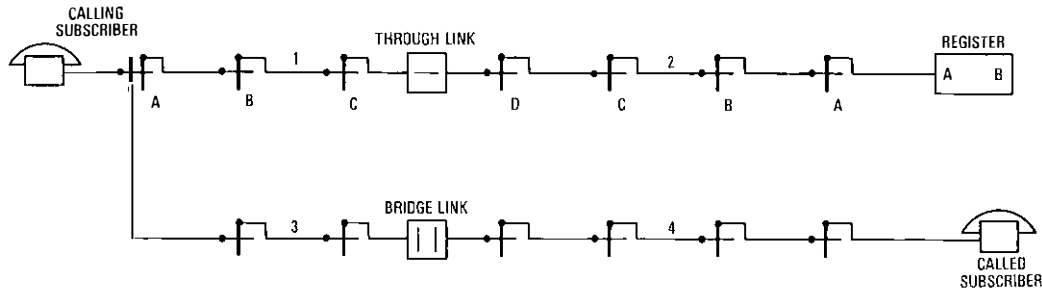 CALLING
SUBSCRIBER
THROUGH LINK
REGISTER
1
2
A B
A B C D C B A
BRIDGE LINK
3
4
CALLED
SUBSCRIBER